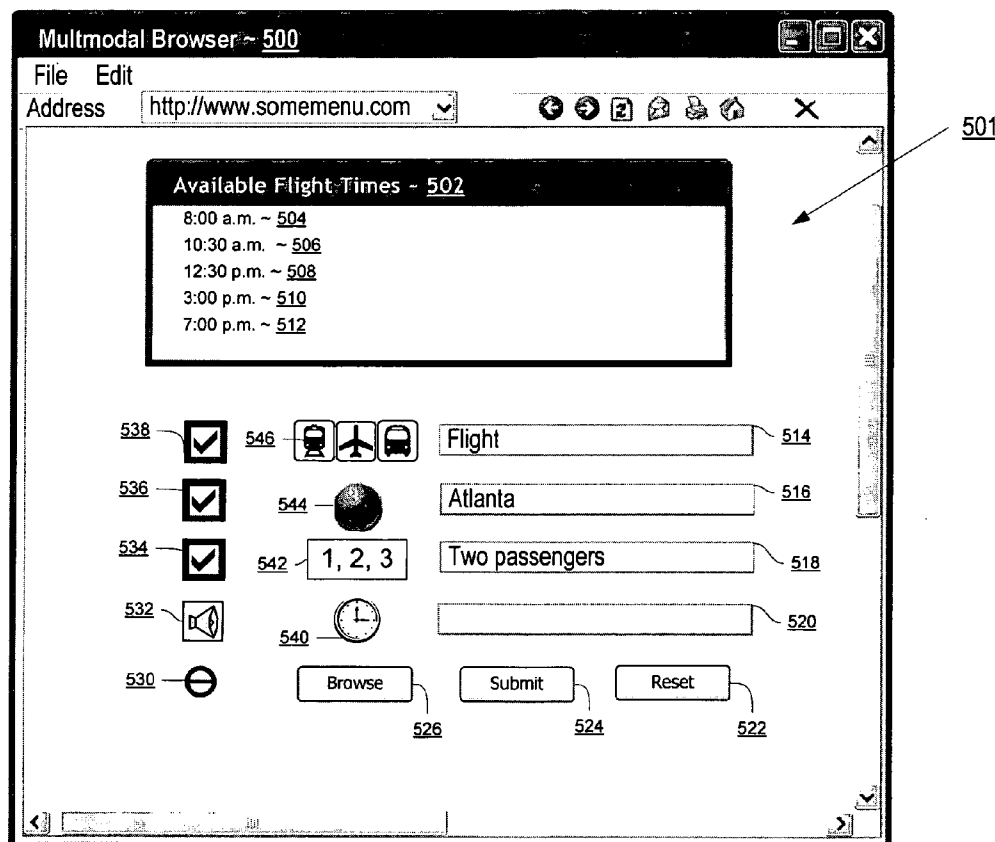 Multmodal Browser ~ 500
File Edit
Address http://www.somemenu.com
501
Available Flight Times ~ 502
8:00 a.m. ~ 504
10:30 a.m. ~ 506
12:30 p.m. ~ 508
3:00 p.m. ~ 510
7:00 p.m. ~ 512
538 546 Flight 514
536 544 Atlanta 516
534 542 1, 2, 3 Two passengers 518
532 540 520
530 Browse Submit Reset
526 524 522